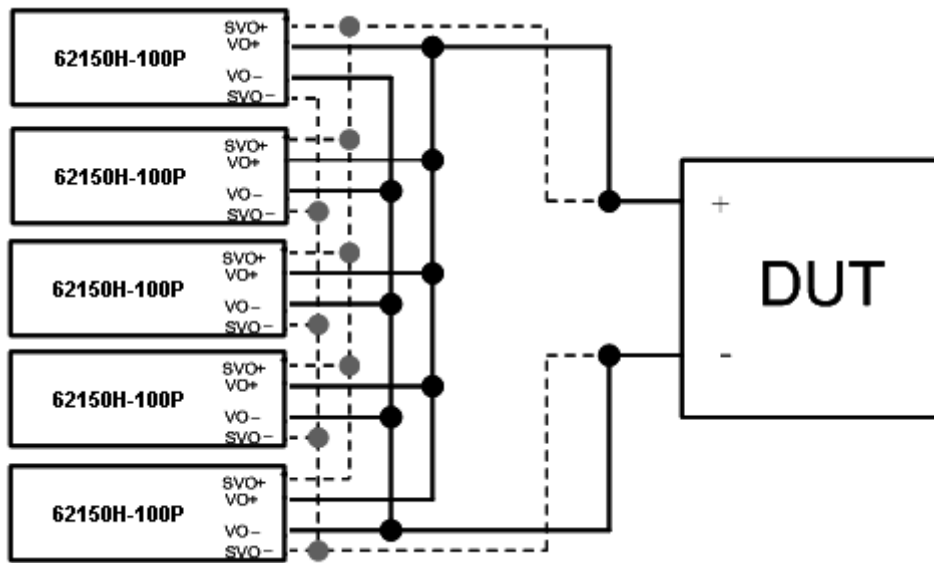 SVO+
VO+
62150H-100P
VO−
SVO−
SVO+
VO+
62150H-100P
VO−
SVO−
SVO+
VO+
62150H-100P
VO−
SVO−
SVO+
VO+
62150H-100P
VO−
SVO−
SVO+
VO+
62150H-100P
VO−
SVO−
+
DUT
-